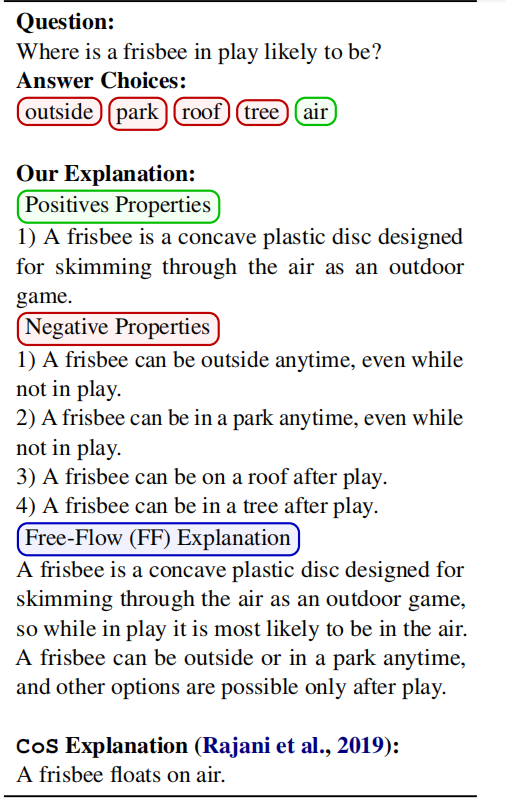 Question:
Where is a frisbee in play likely to be?
Answer Choices:
outside park roof tree air
Our Explanation:
Positives Properties
1) A frisbee is a concave plastic disc designed
for skimming through the air as an outdoor
game.
Negative Properties
1) A frisbee can be outside anytime, even while
not in play.
2) A frisbee can be in a park anytime, even while
not in play.
3) A frisbee can be on a roof after play.
4) A frisbee can be in a tree after play.
Free-Flow (FF) Explanation
A frisbee is a concave plastic disc designed for
skimming through the air as an outdoor game,
so while in play it is most likely to be in the air.
A frisbee can be outside or in a park anytime,
and other options are possible only after play.
CoS Explanation (Rajani et al., 2019):
A frisbee floats on air.